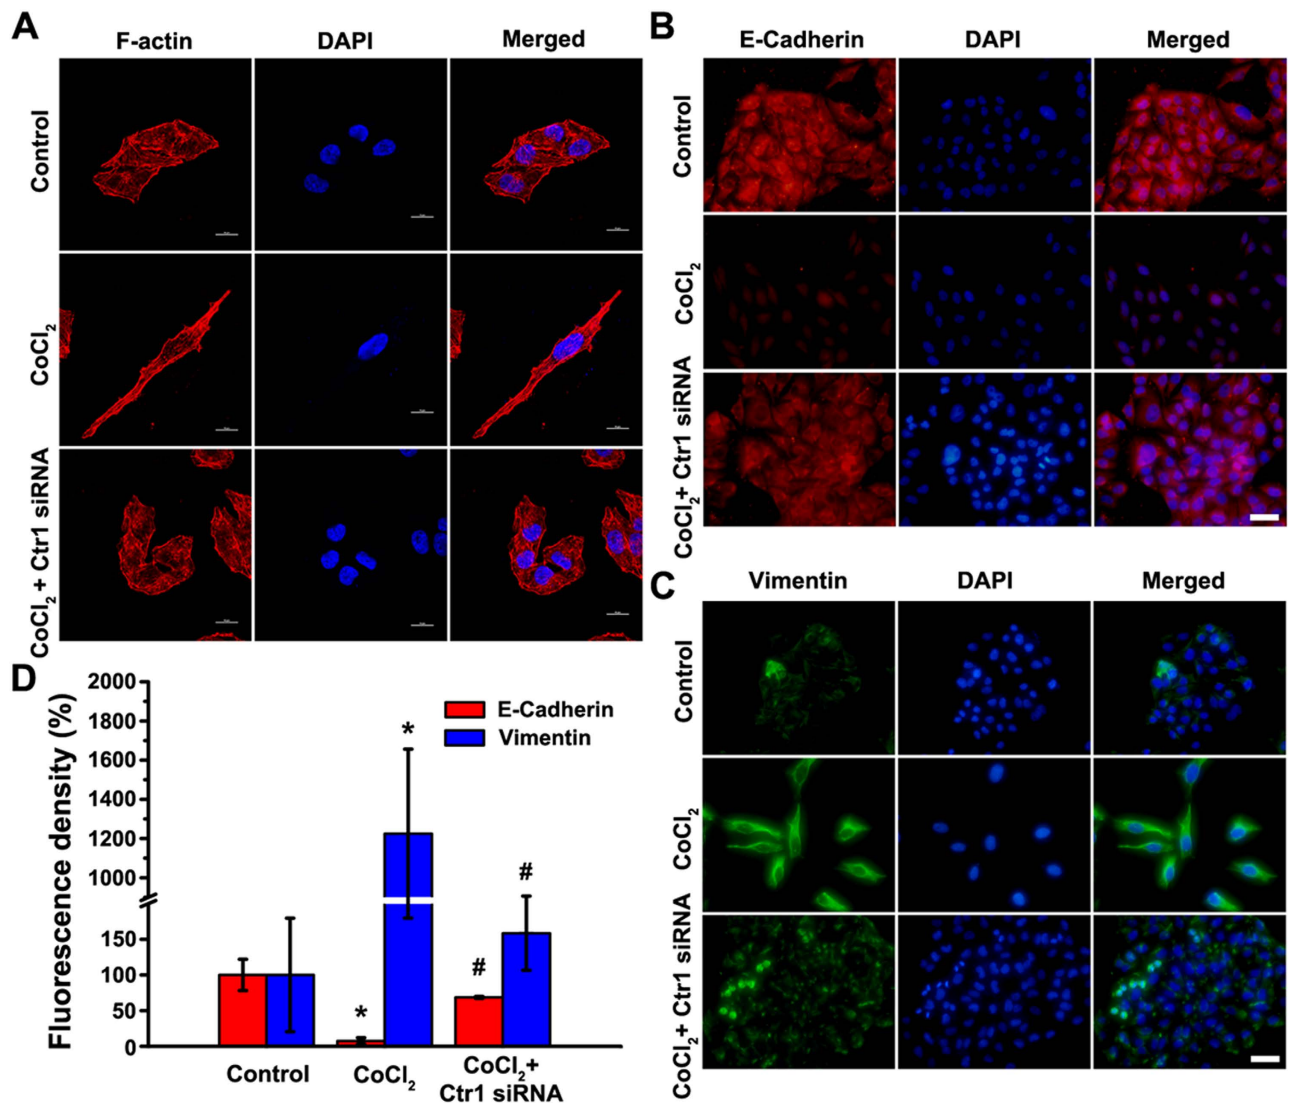 A
F-actin DAPI Merged
Control
CoCl2
CoCl2 + Ctr1 siRNA
B
E-Cadherin DAPI Merged
Control
CoCl2
CoCl2+ Ctr1 siRNA
C
Vimentin DAPI Merged
Control
CoCl2
CoCl2+ Ctr1 siRNA
D
Fluorescence density (%)
2000
1800
1600
1400
1200
1000
150
100
50
0
E-Cadherin
Vimentin
*
*
#
#
Control CoCl2 CoCl2+
Ctr1 siRNA